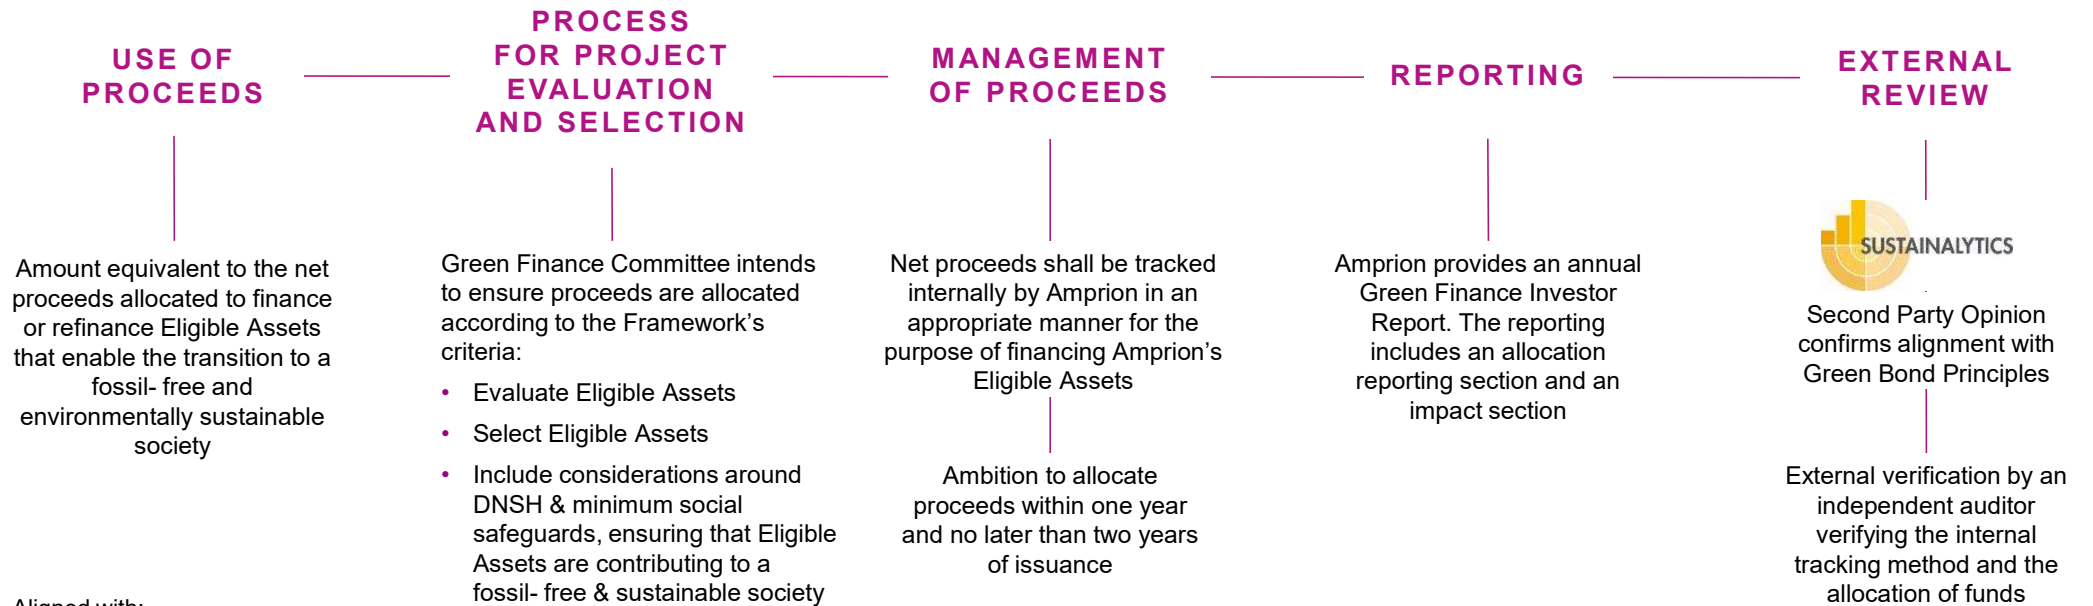 USE OF
PROCEEDS
PROCESS
FOR PROJECT
EVALUATION
AND SELECTION
MANAGEMENT
OF PROCEEDS
REPORTING
EXTERNAL
REVIEW
Amount equivalent to the net
proceeds allocated to finance
or refinance Eligible Assets
that enable the transition to a
fossil- free and
environmentally sustainable
society
Green Finance Committee intends
to ensure proceeds are allocated
according to the Framework’s
criteria:
• Evaluate Eligible Assets
• Select Eligible Assets
• Include considerations around
DNSH & minimum social
safeguards, ensuring that Eligible
Assets are contributing to a
fossil- free & sustainable society
Net proceeds shall be tracked
internally by Amprion in an
appropriate manner for the
purpose of financing Amprion’s
Eligible Assets
Ambition to allocate
proceeds within one year
and no later than two years
of issuance
Amprion provides an annual
Green Finance Investor
Report. The reporting
includes an allocation
reporting section and an
impact section
SUSTAINALYTICS
Second Party Opinion
confirms alignment with
Green Bond Principles
External verification by an
independent auditor
verifying the internal
tracking method and the
allocation of funds
Aligned with: